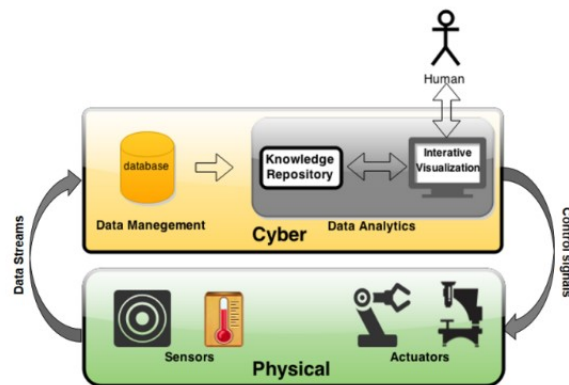 Human
database
Knowledge
Repository
Interative
Visualization
Data Manegement
Data Analytics
Cyber
Data Streams
Control signals
Sensors
Actuators
Physical